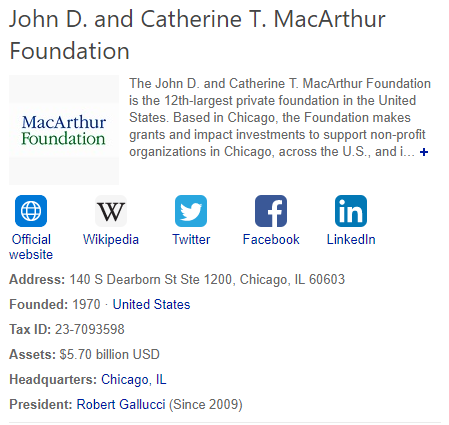 John D. and Catherine T. MacArthur
Foundation
MacArthur
Foundation
The John D. and Catherine T. MacArthur Foundation
is the 12th-largest private foundation in the United
States. Based in Chicago, the Foundation makes
grants and impact investments to support non-profit
organizations in Chicago, across the U.S., and i... +
W
Official
website
Wikipedia
Twitter
f
Facebook
in
LinkedIn
Address: 140 S Dearborn St Ste 1200, Chicago, IL 60603
Founded: 1970 · United States
Tax ID: 23-7093598
Assets: $5.70 billion USD
Headquarters: Chicago, IL
President: Robert Gallucci (Since 2009)